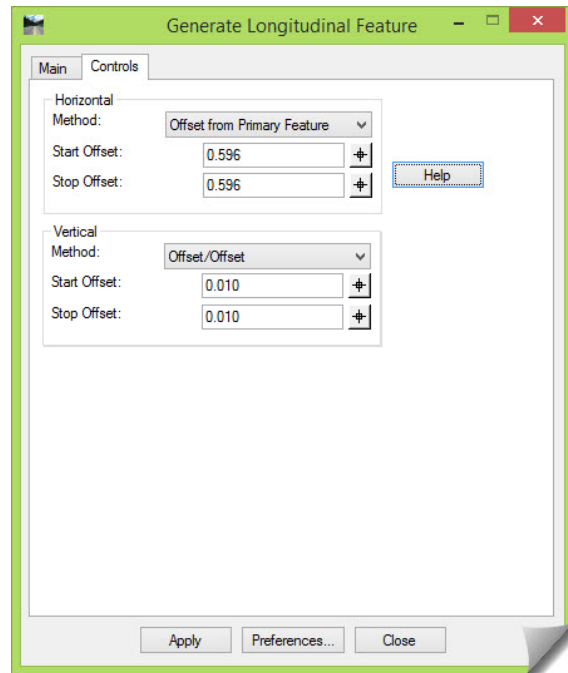 Generate Longitudinal Feature
Main Controls
Horizontal
Method: Offset from Primary Feature
Start Offset: 0.596
Stop Offset: 0.596
Help
Vertical
Method: Offset/Offset
Start Offset: 0.010
Stop Offset: 0.010
Apply Preferences... Close